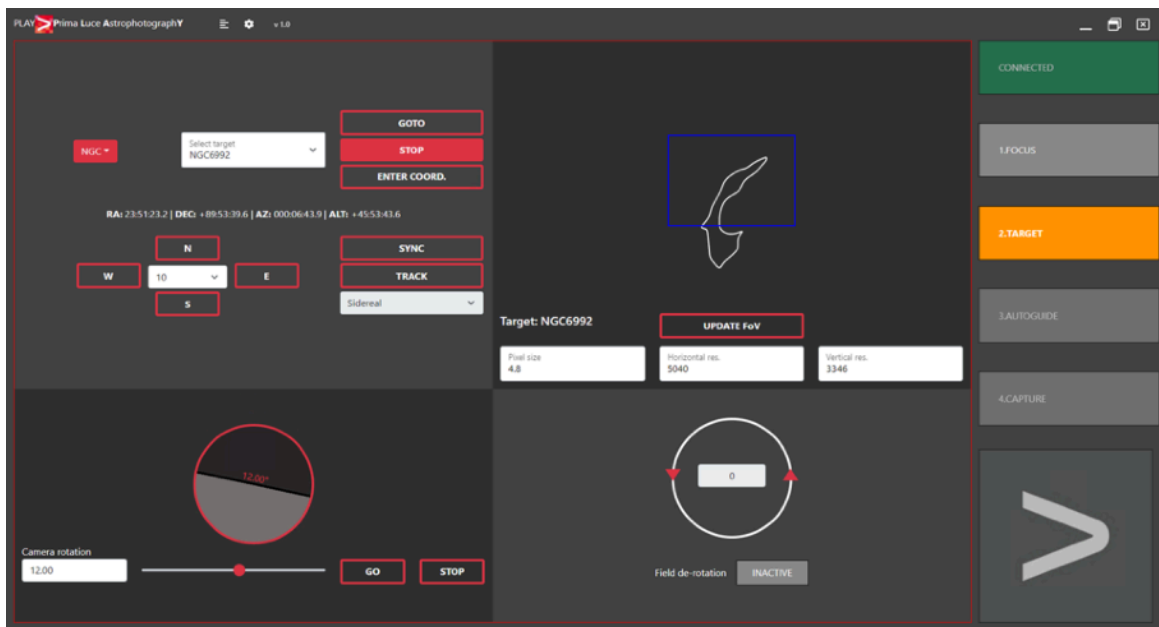 PLAY Prima Luce AstrophotographY v 1.0
CONNECTED
1.FOCUS
2.TARGET
3.AUTOGUIDE
4.CAPTURE
NGC
Select target
NGC6992
GOTO
STOP
ENTER COORD.
RA: 23:51:23.2 | DEC: +89:53:39.6 | AZ: 000:06:43.9 | ALT: +45:53:43.6
N
W 10 E
S
SYNC
TRACK
Sidereal
Target: NGC6992
UPDATE FoV
Pixel size
4.8
Horizontal res.
5040
Vertical res.
3346
12.00°
Camera rotation
12.00
GO
STOP
0
Field de-rotation INACTIVE